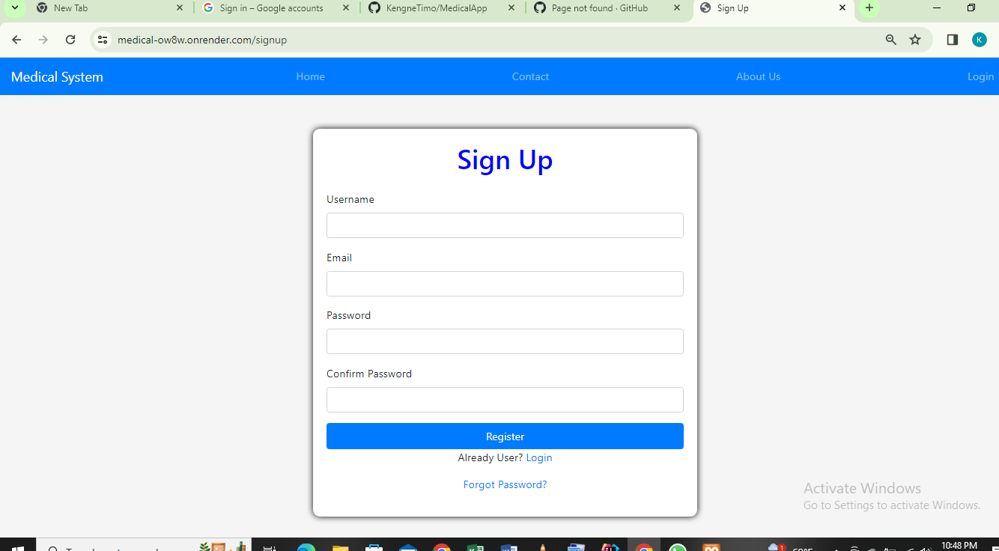 New Tab
Sign in – Google accounts
KengneTimo/MedicalApp
Page not found · GitHub
Sign Up
medical-ow8w.onrender.com/signup
K
Medical System
Home
Contact
About Us
Login
Sign Up
Username
Email
Password
Confirm Password
Register
Already User? Login
Forgot Password?
Activate Windows
Go to Settings to activate Windows.
1
10:48 PM